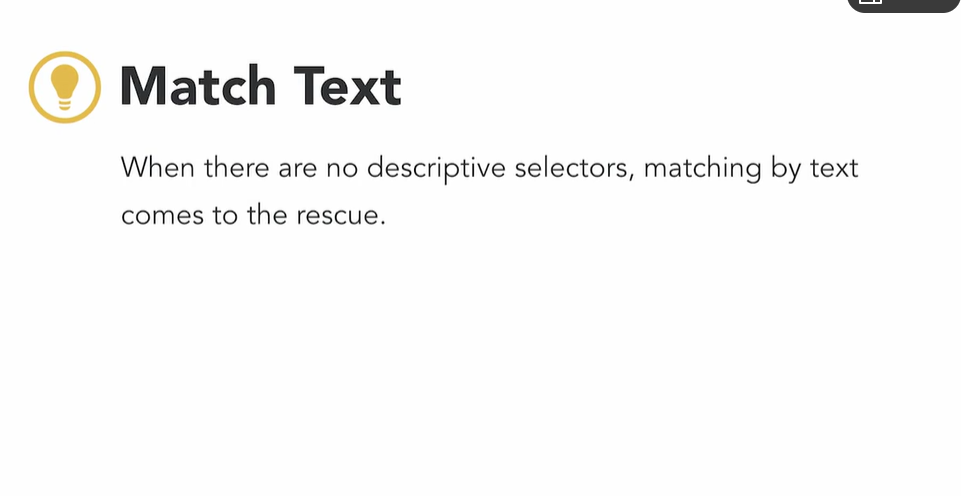 Match Text
When there are no descriptive selectors, matching by text
comes to the rescue.